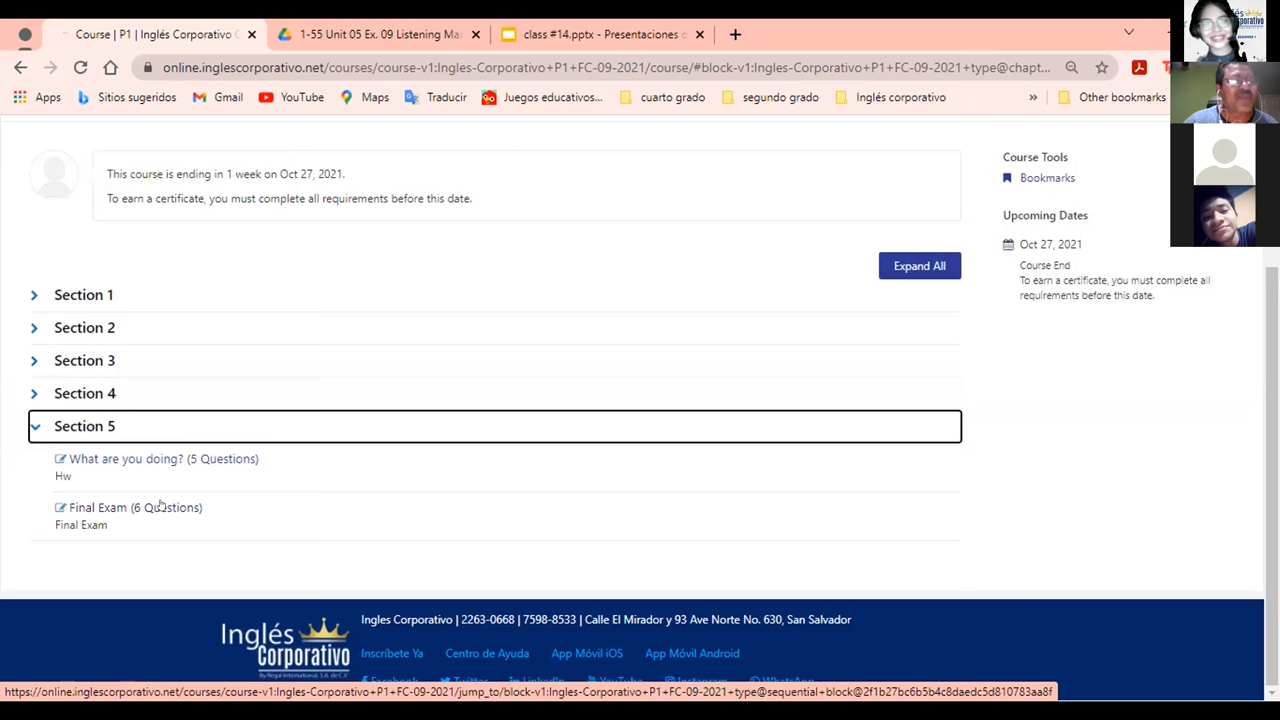 Course | P1 | Inglés Corporativo
1-55 Unit 05 Ex. 09 Listening Ma
class #14.pptx - Presentaciones
online.inglescorporativo.net/courses/course-v1:Ingles-Corporativo+P1+FC-09-2021/course/#block-v1:Ingles-Corporativo+P1+FC-09-2021+type@chapt...
Apps
Sitios sugeridos
Gmail
YouTube
Maps
Traducir
Juegos educativos...
cuarto grado
segundo grado
Inglés corporativo
»
Other bookmarks
Inglés
Corporativo
This course is ending in 1 week on Oct 27, 2021.
To earn a certificate, you must complete all requirements before this date.
Course Tools
Bookmarks
Upcoming Dates
Oct 27, 2021
Course End
To earn a certificate, you must complete all
requirements before this date.
Expand All
Section 1
Section 2
Section 3
Section 4
Section 5
What are you doing? (5 Questions)
Hw
Final Exam (6 Questions)
Final Exam
Inglés
Corporativo
Ingles Corporativo | 2263-0668 | 7598-8533 | Calle El Mirador y 93 Ave Norte No. 630, San Salvador
Inscríbete Ya
Centro de Ayuda
App Móvil iOS
App Móvil Android
Facebook
Twitter
LinkedIn
YouTube
Instagram
WhatsApp
https://online.inglescorporativo.net/courses/course-v1:Ingles-Corporativo+P1+FC-09-2021/jump_to/block-v1:Ingles-Corporativo+P1+FC-09-2021+type@sequential+block@2f1b27bc6b5b4c8daedc5d810783aa8f